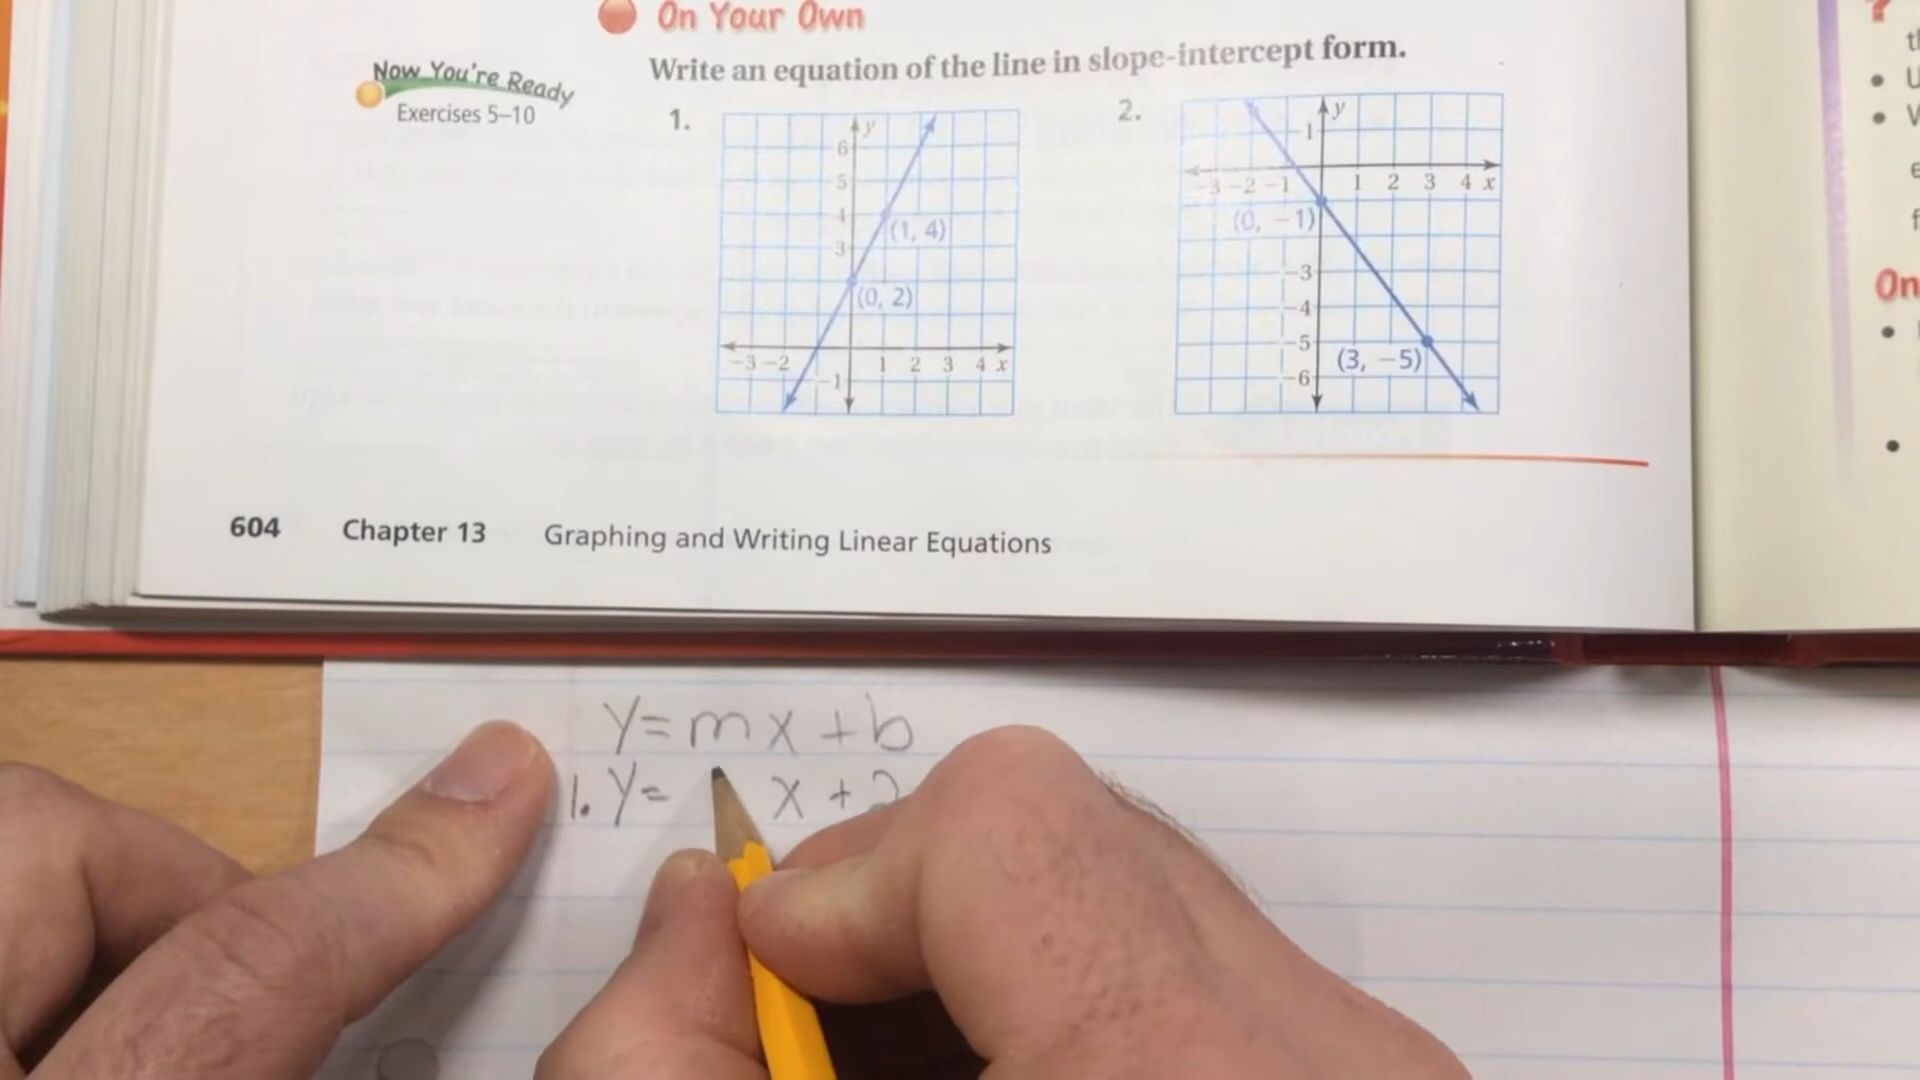 On Your Own
Now You're Ready
Exercises 5–10
Write an equation of the line in slope-intercept form.
1.
y
6
5
4
3
(1, 4)
(0, 2)
−3 −2 1 2 3 4 x
−1
2.
y
1
−3 −2 −1 1 2 3 4 x
(0, −1)
−3
−4
−5
(3, −5)
−6
604 Chapter 13 Graphing and Writing Linear Equations
?
On
y=mx+b
1. y= x+2